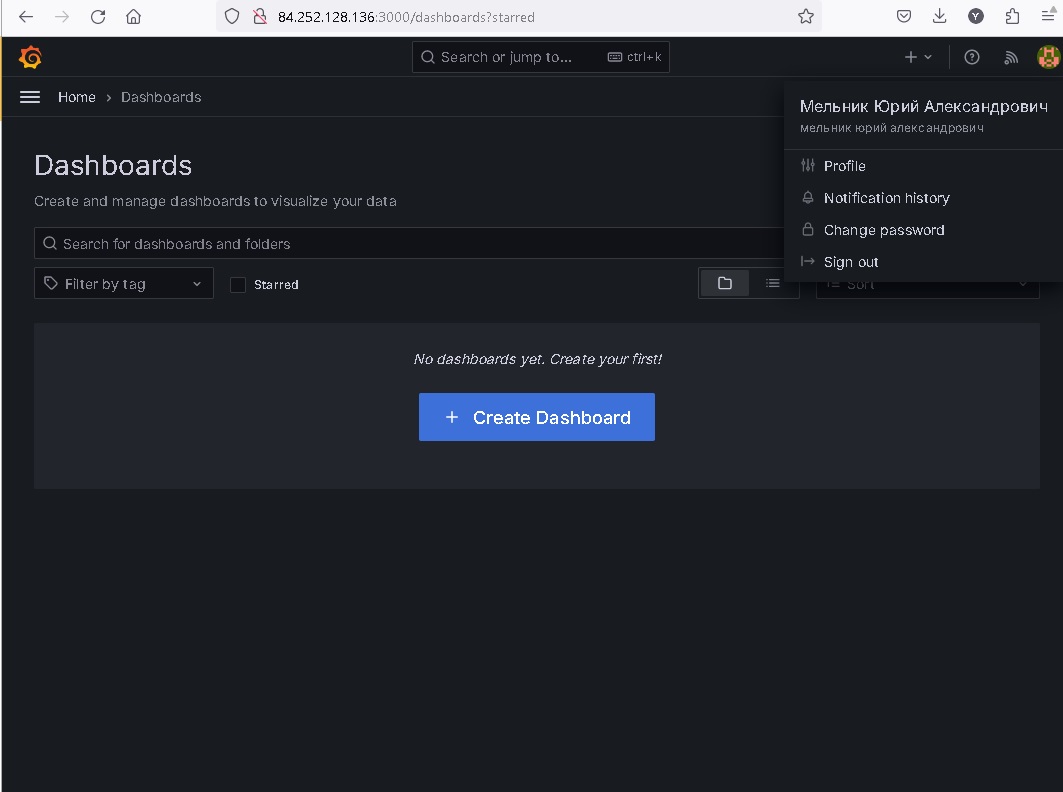 84.252.128.136:3000/dashboards?starred
Y
Search or jump to... ctrl+k
Home › Dashboards
Мельник Юрий Александрович
мельник юрий александрович
Profile
Notification history
Change password
Sign out
Dashboards
Create and manage dashboards to visualize your data
Search for dashboards and folders
Filter by tag Starred Sort
No dashboards yet. Create your first!
+ Create Dashboard